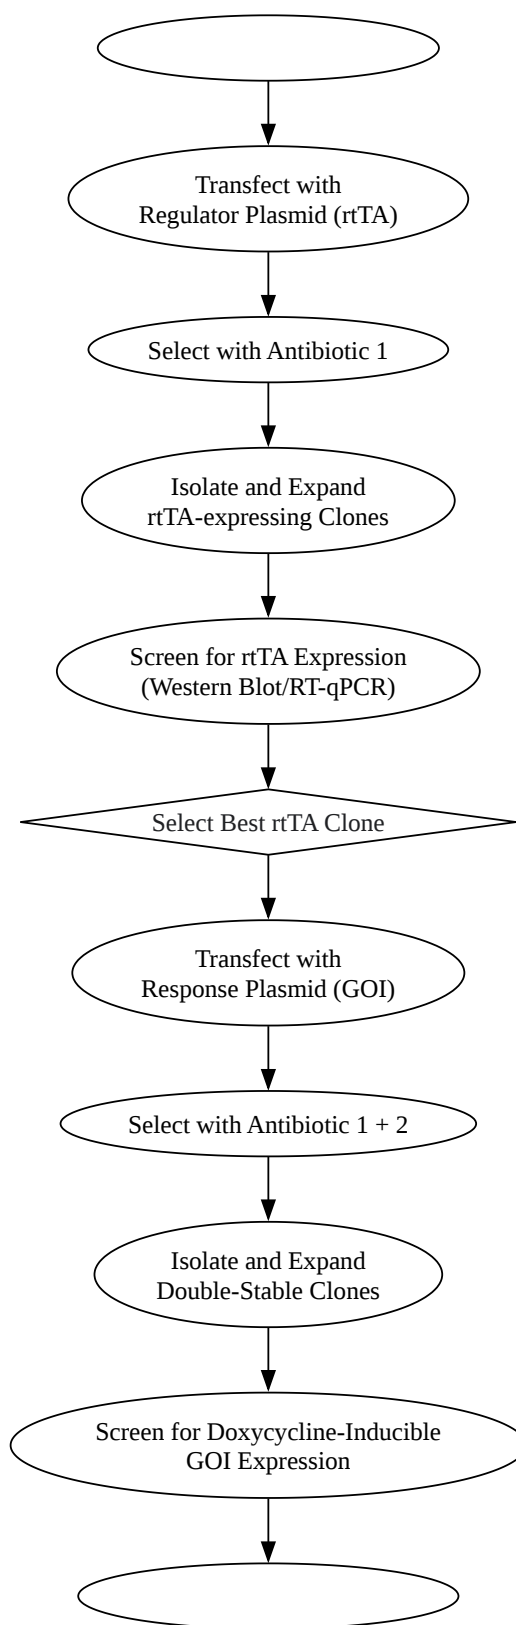 Transfect with
Regulator Plasmid (rtTA)
Select with Antibiotic 1
Isolate and Expand
rtTA-expressing Clones
Screen for rtTA Expression
(Western Blot/RT-qPCR)
Select Best rtTA Clone
Transfect with
Response Plasmid (GOI)
Select with Antibiotic 1 + 2
Isolate and Expand
Double-Stable Clones
Screen for Doxycycline-Inducible
GOI Expression